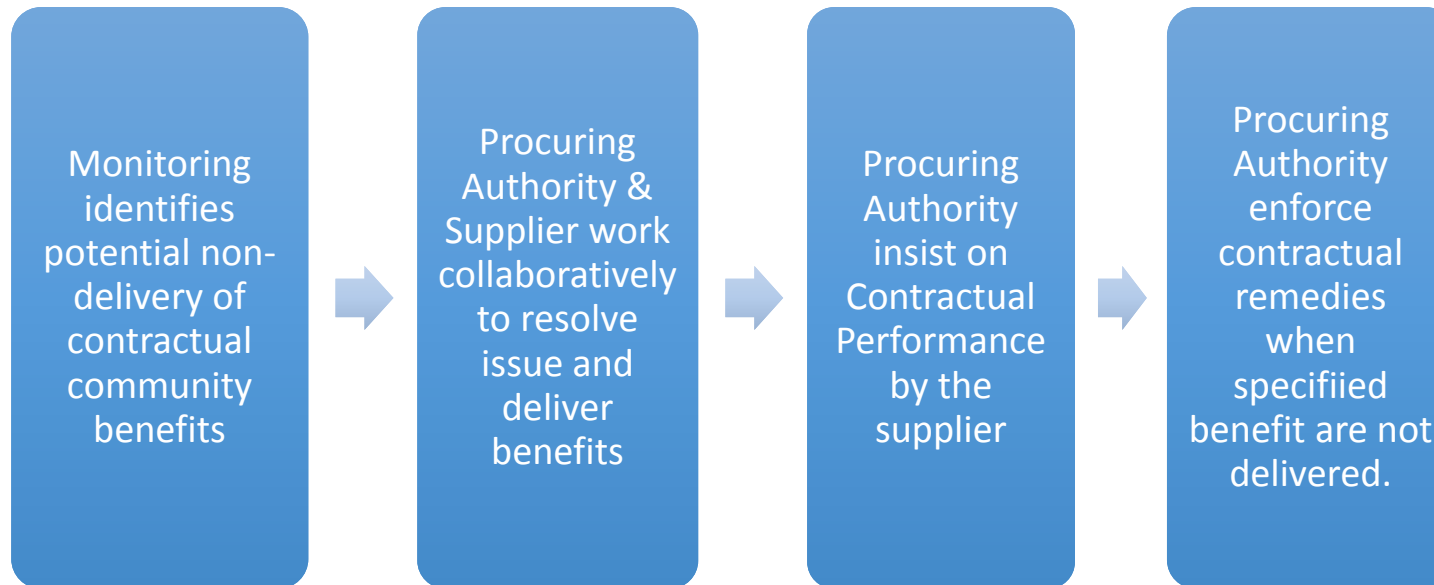 Monitoring
identifies
potential non-
delivery of
contractual
community
benefits
Procuring
Authority &
Supplier work
collaboratively
to resolve
issue and
deliver
benefits
Procuring
Authority
insist on
Contractual
Performance
by the
supplier
Procuring
Authority
enforce
contractual
remedies
when
specifiied
benefit are not
delivered.